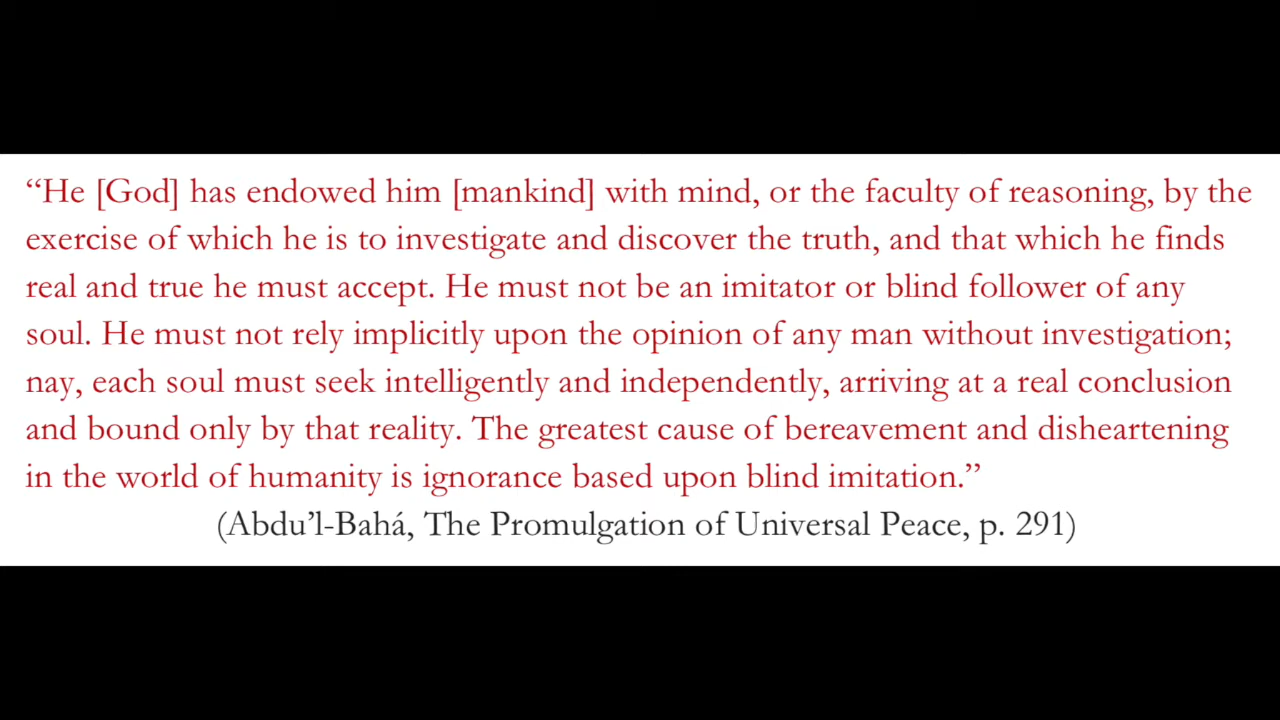 “He [God] has endowed him [mankind] with mind, or the faculty of reasoning, by the
exercise of which he is to investigate and discover the truth, and that which he finds
real and true he must accept. He must not be an imitator or blind follower of any
soul. He must not rely implicitly upon the opinion of any man without investigation;
nay, each soul must seek intelligently and independently, arriving at a real conclusion
and bound only by that reality. The greatest cause of bereavement and disheartening
in the world of humanity is ignorance based upon blind imitation.”
(Abdu’l-Bahá, The Promulgation of Universal Peace, p. 291)